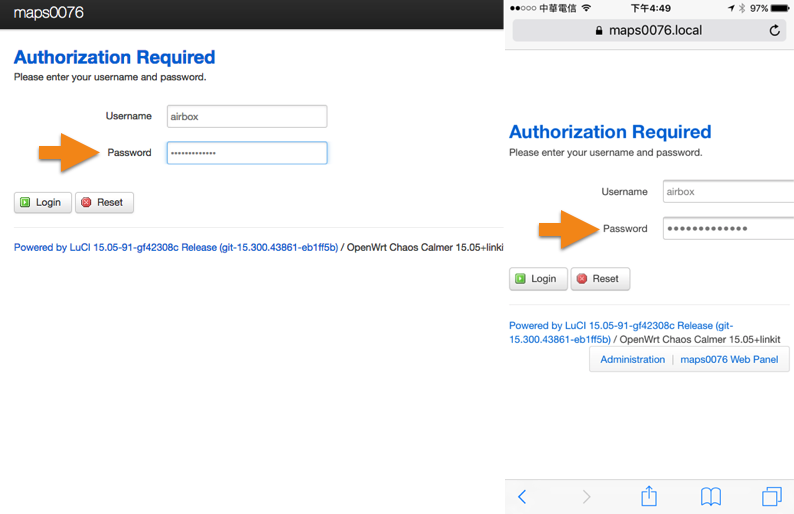 maps0076
Authorization Required
Please enter your username and password.
Username airbox
Password •••••••••••••
Login Reset
Powered by LuCI 15.05-91-gf42308c Release (git-15.300.43861-eb1ff5b) / OpenWrt Chaos Calmer 15.05+linki
中華電信 下午4:49 97%
maps0076.local
Authorization Required
Please enter your username and password.
Username airbox
Password •••••••••••••
Login Reset
Powered by LuCI 15.05-91-gf42308c Release (git-
15.300.43861-eb1ff5b) / OpenWrt Chaos Calmer 15.05+linkit
Administration | maps0076 Web Panel